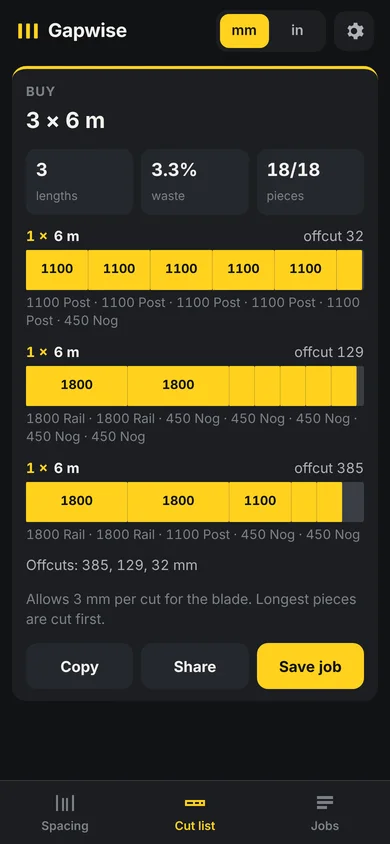 Gapwise
mm in
BUY
3 × 6 m
3 3.3% 18/18
lengths waste pieces
1 × 6 m offcut 32
1100 1100 1100 1100 1100
1100 Post · 1100 Post · 1100 Post · 1100 Post · 1100
Post · 450 Nog
1 × 6 m offcut 129
1800 1800
1800 Rail · 1800 Rail · 450 Nog · 450 Nog · 450 Nog ·
450 Nog · 450 Nog
1 × 6 m offcut 385
1800 1800 1100
1800 Rail · 1800 Rail · 1100 Post · 450 Nog · 450 Nog
Offcuts: 385, 129, 32 mm
Allows 3 mm per cut for the blade. Longest pieces
are cut first.
Copy Share Save job
Spacing Cut list Jobs